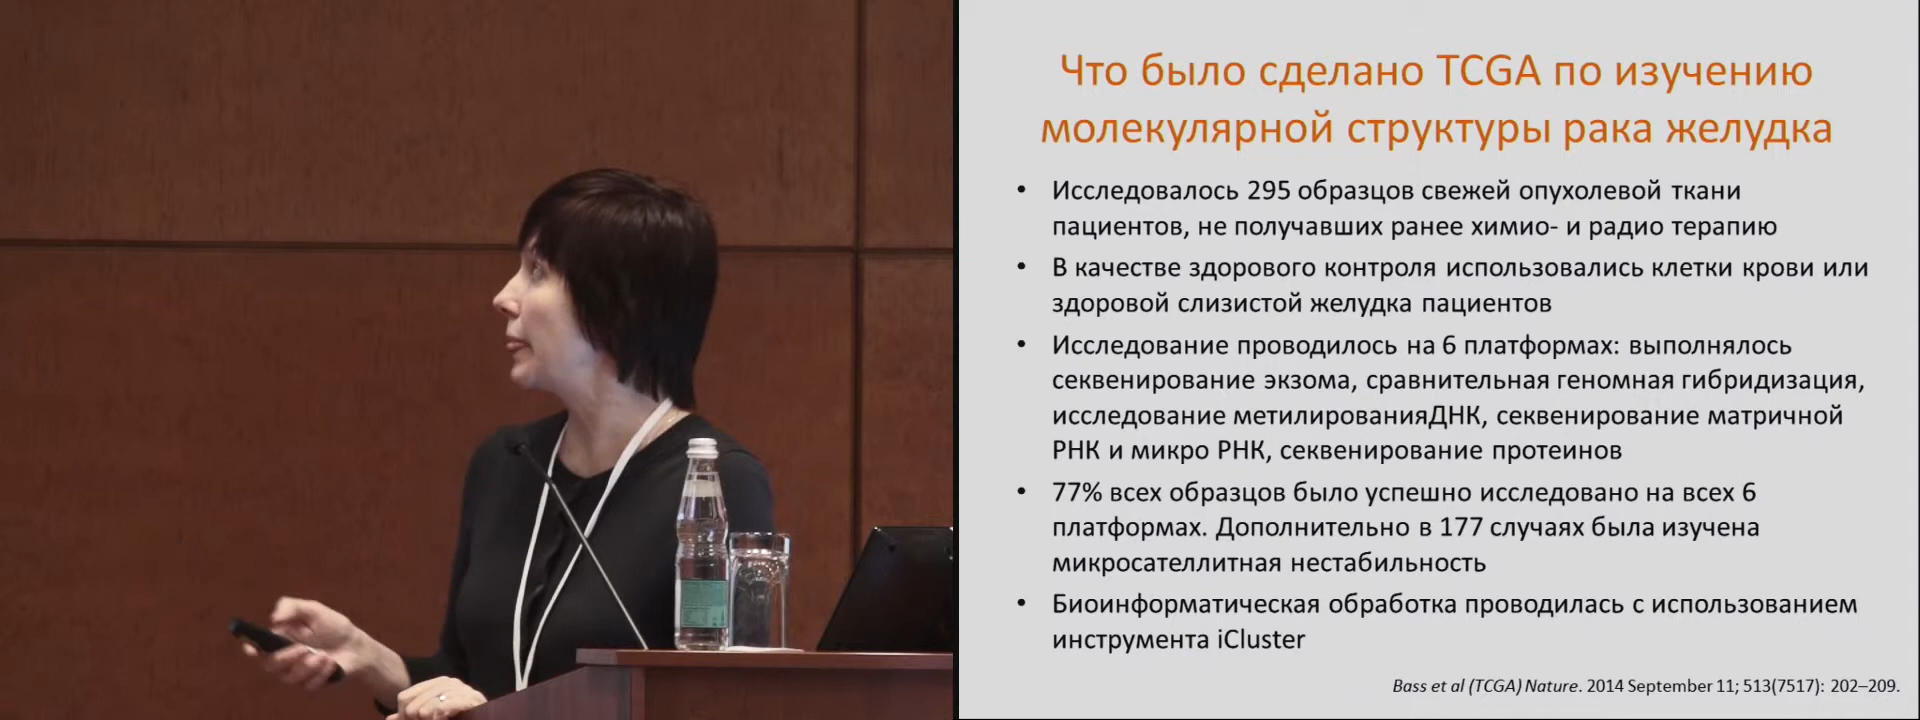 Что было сделано TCGA по изучению
молекулярной структуры рака желудка
• Исследовалось 295 образцов свежей опухолевой ткани
пациентов, не получавших ранее химио- и радио терапию
• В качестве здорового контроля использовались клетки крови или
здоровой слизистой желудка пациентов
• Исследование проводилось на 6 платформах: выполнялось
секвенирование экзома, сравнительная геномная гибридизация,
исследование метилированияДНК, секвенирование матричной
РНК и микро РНК, секвенирование протеинов
• 77% всех образцов было успешно исследовано на всех 6
платформах. Дополнительно в 177 случаях была изучена
микросателлитная нестабильность
• Биоинформатическая обработка проводилась с использованием
инструмента iCluster
Bass et al (TCGA) Nature. 2014 September 11; 513(7517): 202–209.